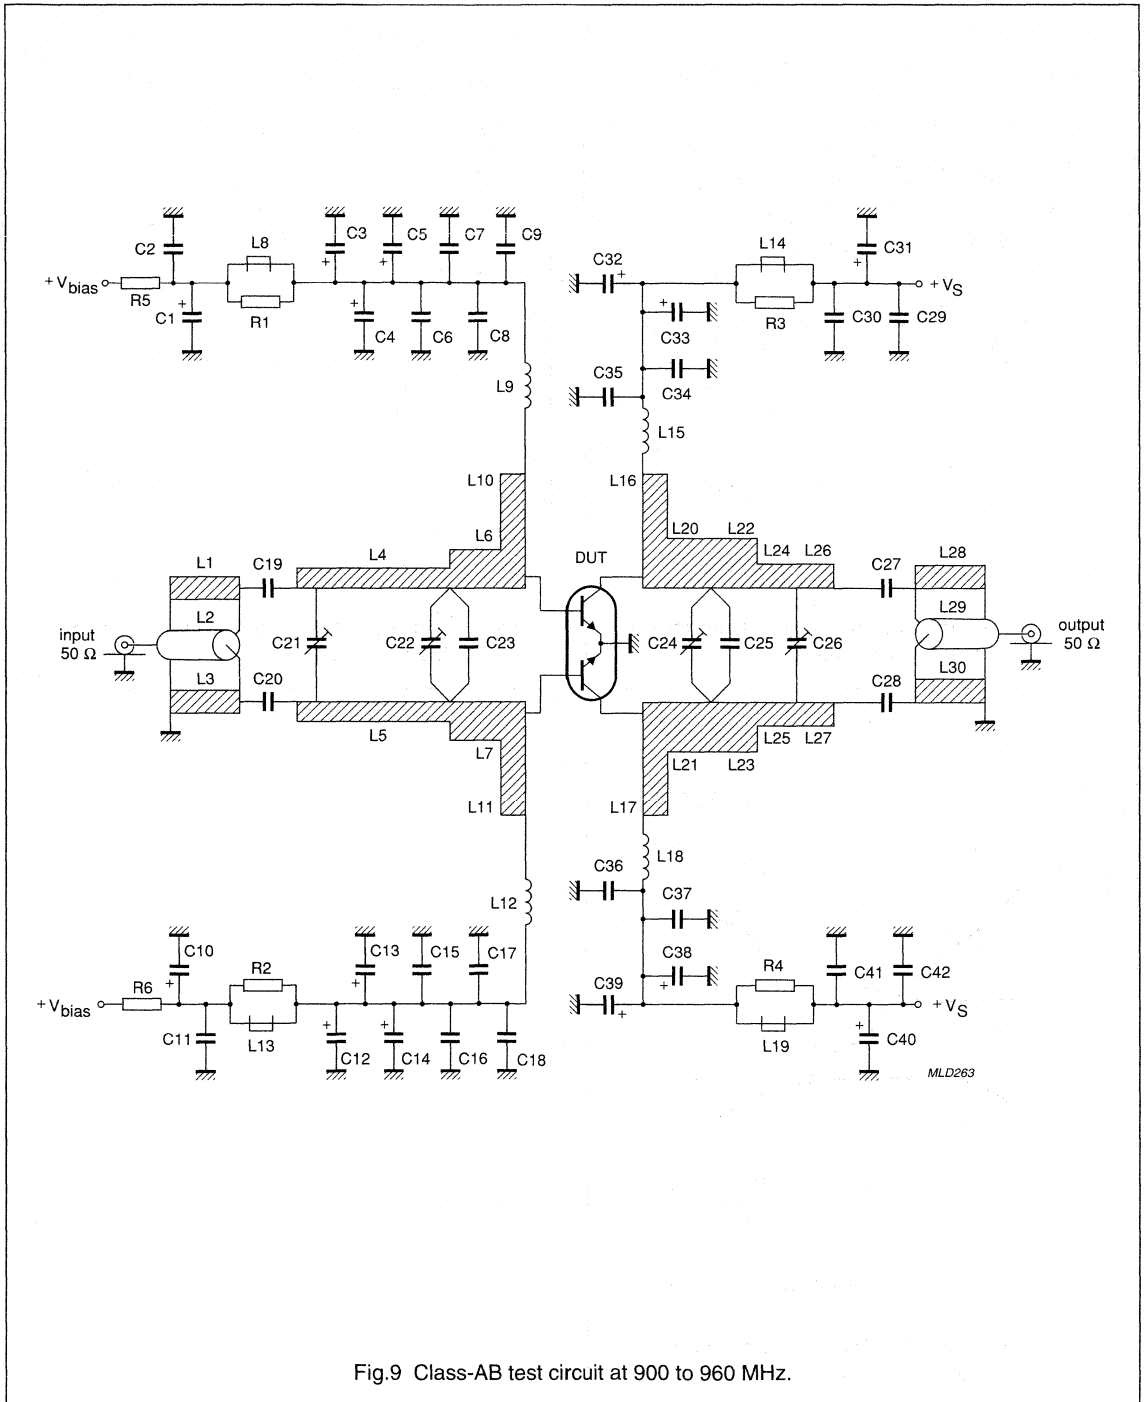 C2 L8 C3 C5 C7 C9
+Vbias R5 C1 R1 C4 C6 C8
C32 + L14 + C31
+VS
R3 C30 C29
+ C33
C35 C34
L9
L15
L10 L16
L6 L20 L22
L1 C19 L4 DUT L24 L26 C27 L28
L2 L29
input
50 Ω
C21 C22 C23 C24 C25 C26
output
50 Ω
L3 C20 L30 C28
L5 L7 L25 L27
L21 L23
L11 L17
L18
C36
L12 C37
C10 R2 C13 C15 C17 C38 R4 C41 C42
+Vbias R6 C39 + +VS
C11 L13 C12 C14 C16 C18 L19 C40
MLD263
Fig.9 Class-AB test circuit at 900 to 960 MHz.